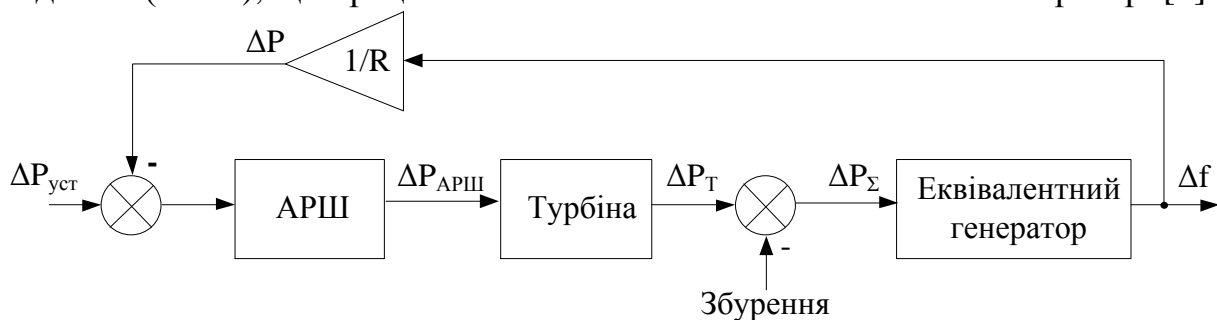 ΔP
1/R
ΔPуст
-
АРШ
ΔPАРШ
Турбіна
ΔPТ
-
Збурення
ΔPΣ
Еквівалентний
генератор
Δf